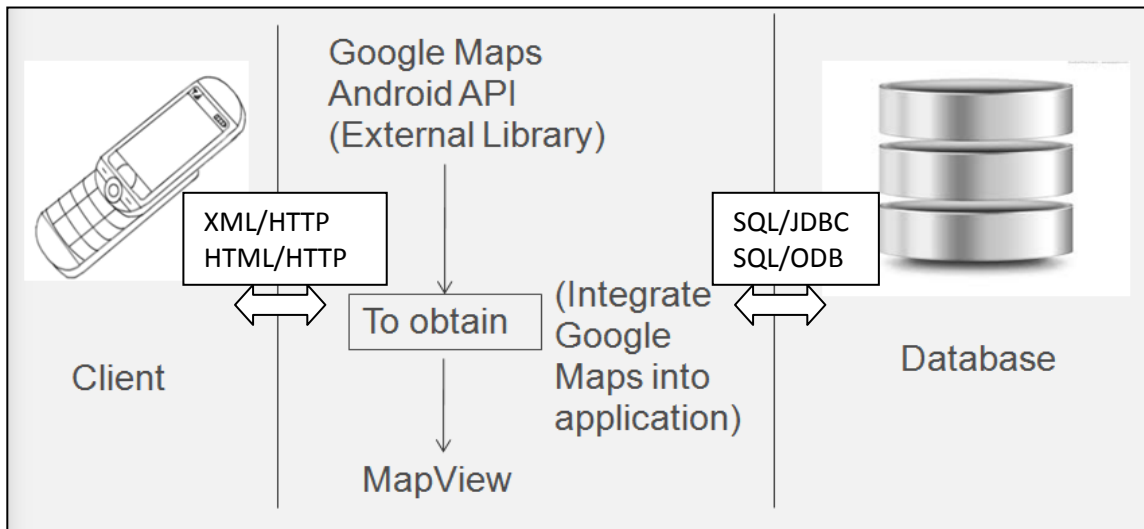 Google Maps
Android API
(External Library)
XML/HTTP
HTML/HTTP
SQL/JDBC
SQL/ODB
To obtain
(Integrate
Google
Maps into
application)
Client
Database
MapView